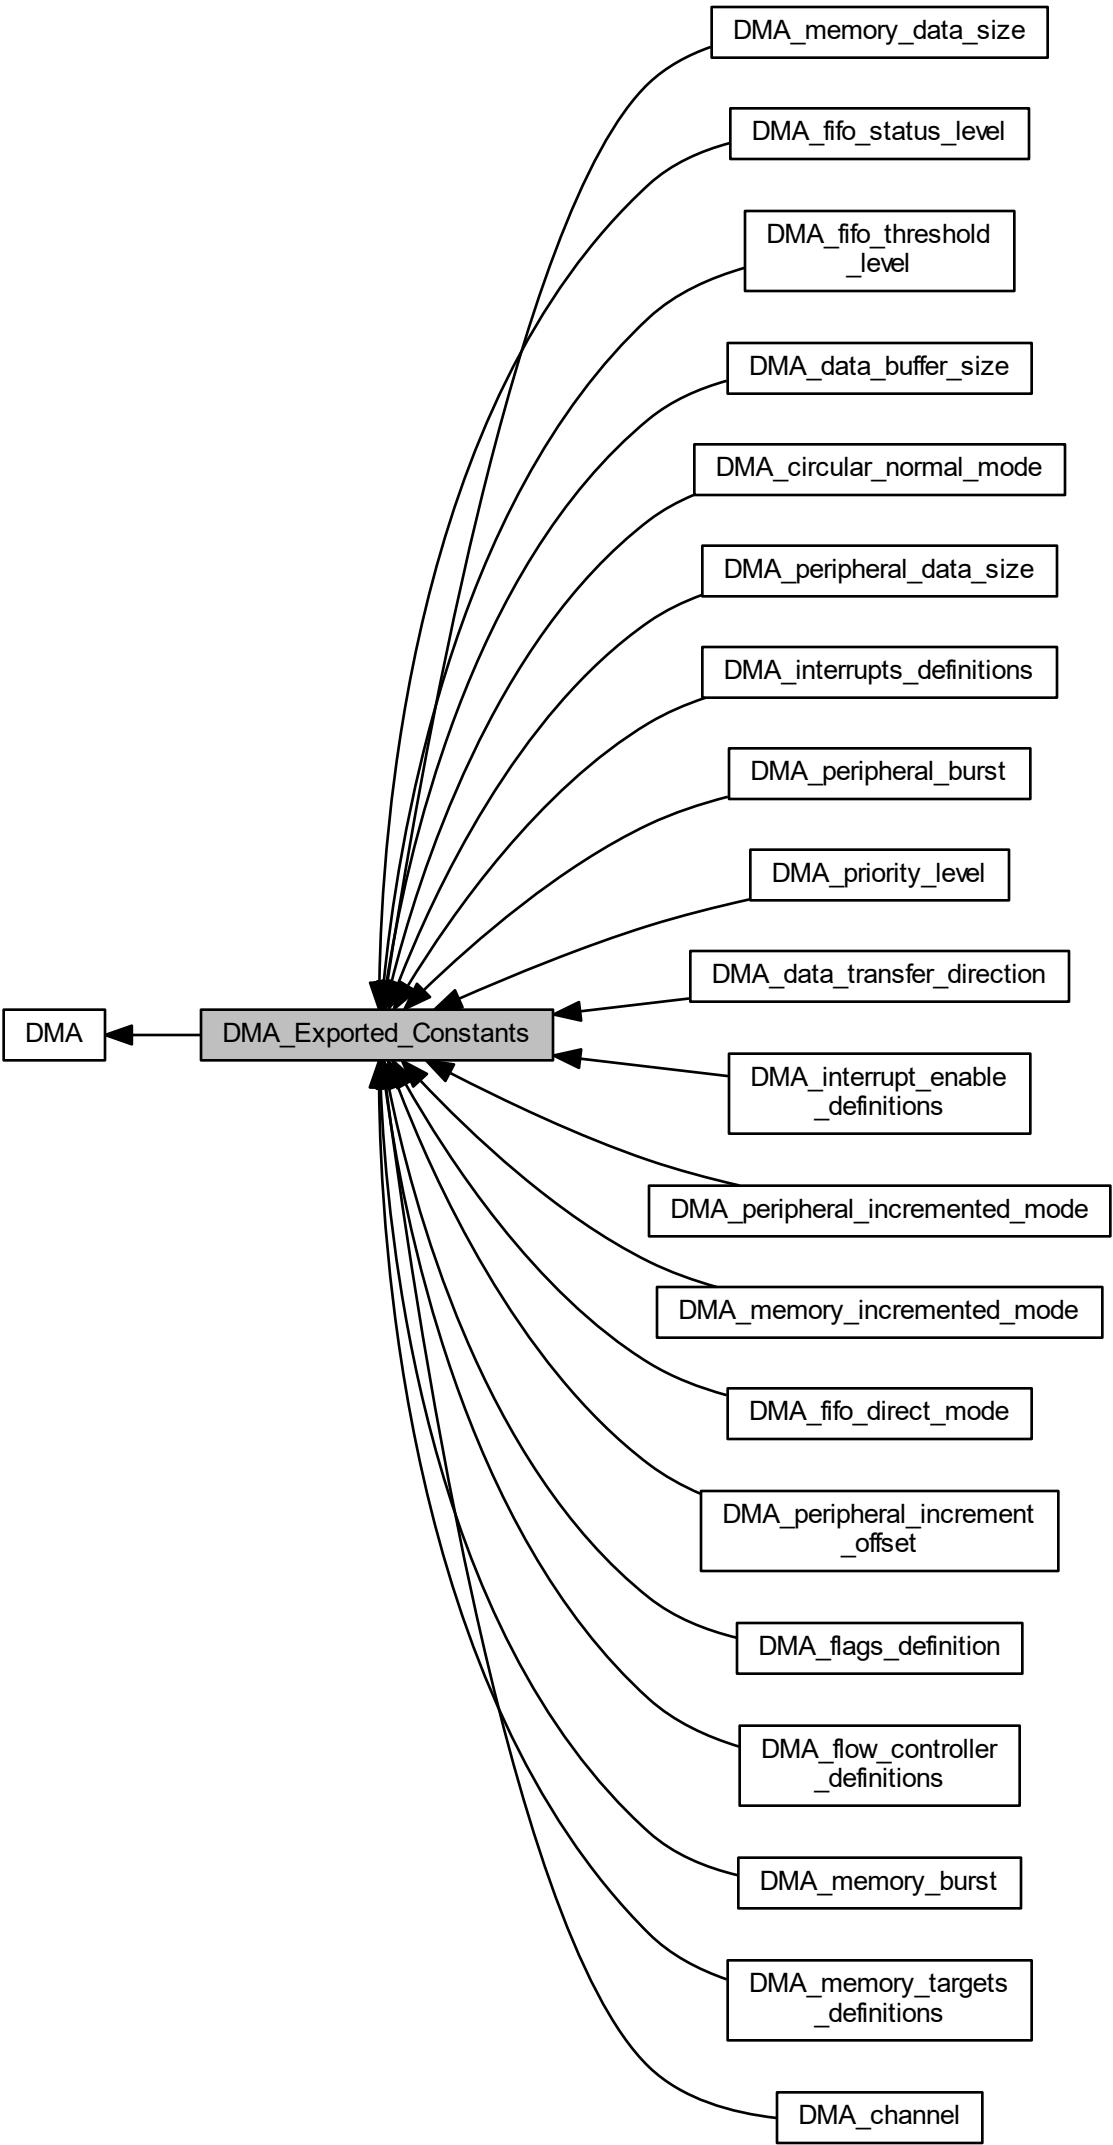 DMA_memory_data_size
DMA_fifo_status_level
DMA_fifo_threshold
_level
DMA_data_buffer_size
DMA_circular_normal_mode
DMA_peripheral_data_size
DMA_interrupts_definitions
DMA_peripheral_burst
DMA_priority_level
DMA_data_transfer_direction
DMA
DMA_Exported_Constants
DMA_interrupt_enable
_definitions
DMA_peripheral_incremented_mode
DMA_memory_incremented_mode
DMA_fifo_direct_mode
DMA_peripheral_increment
_offset
DMA_flags_definition
DMA_flow_controller
_definitions
DMA_memory_burst
DMA_memory_targets
_definitions
DMA_channel